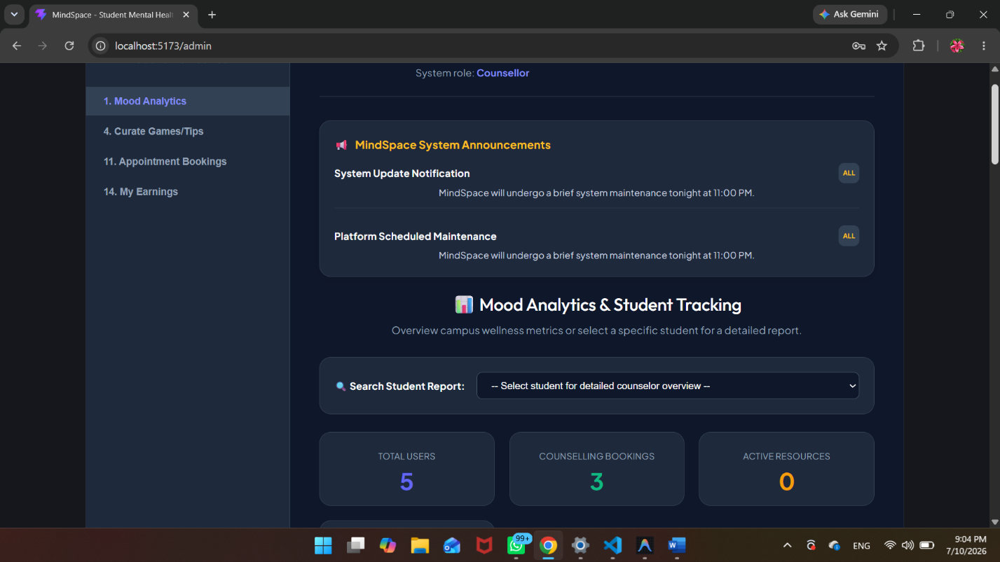 MindSpace - Student Mental Heal
Ask Gemini
localhost:5173/admin
System role: Counsellor
1. Mood Analytics
4. Curate Games/Tips
11. Appointment Bookings
14. My Earnings
MindSpace System Announcements
System Update Notification
ALL
MindSpace will undergo a brief system maintenance tonight at 11:00 PM.
Platform Scheduled Maintenance
ALL
MindSpace will undergo a brief system maintenance tonight at 11:00 PM.
Mood Analytics & Student Tracking
Overview campus wellness metrics or select a specific student for a detailed report.
Search Student Report:
-- Select student for detailed counselor overview --
TOTAL USERS
5
COUNSELLING BOOKINGS
3
ACTIVE RESOURCES
0
99+
W
ENG
9:04 PM
7/10/2026